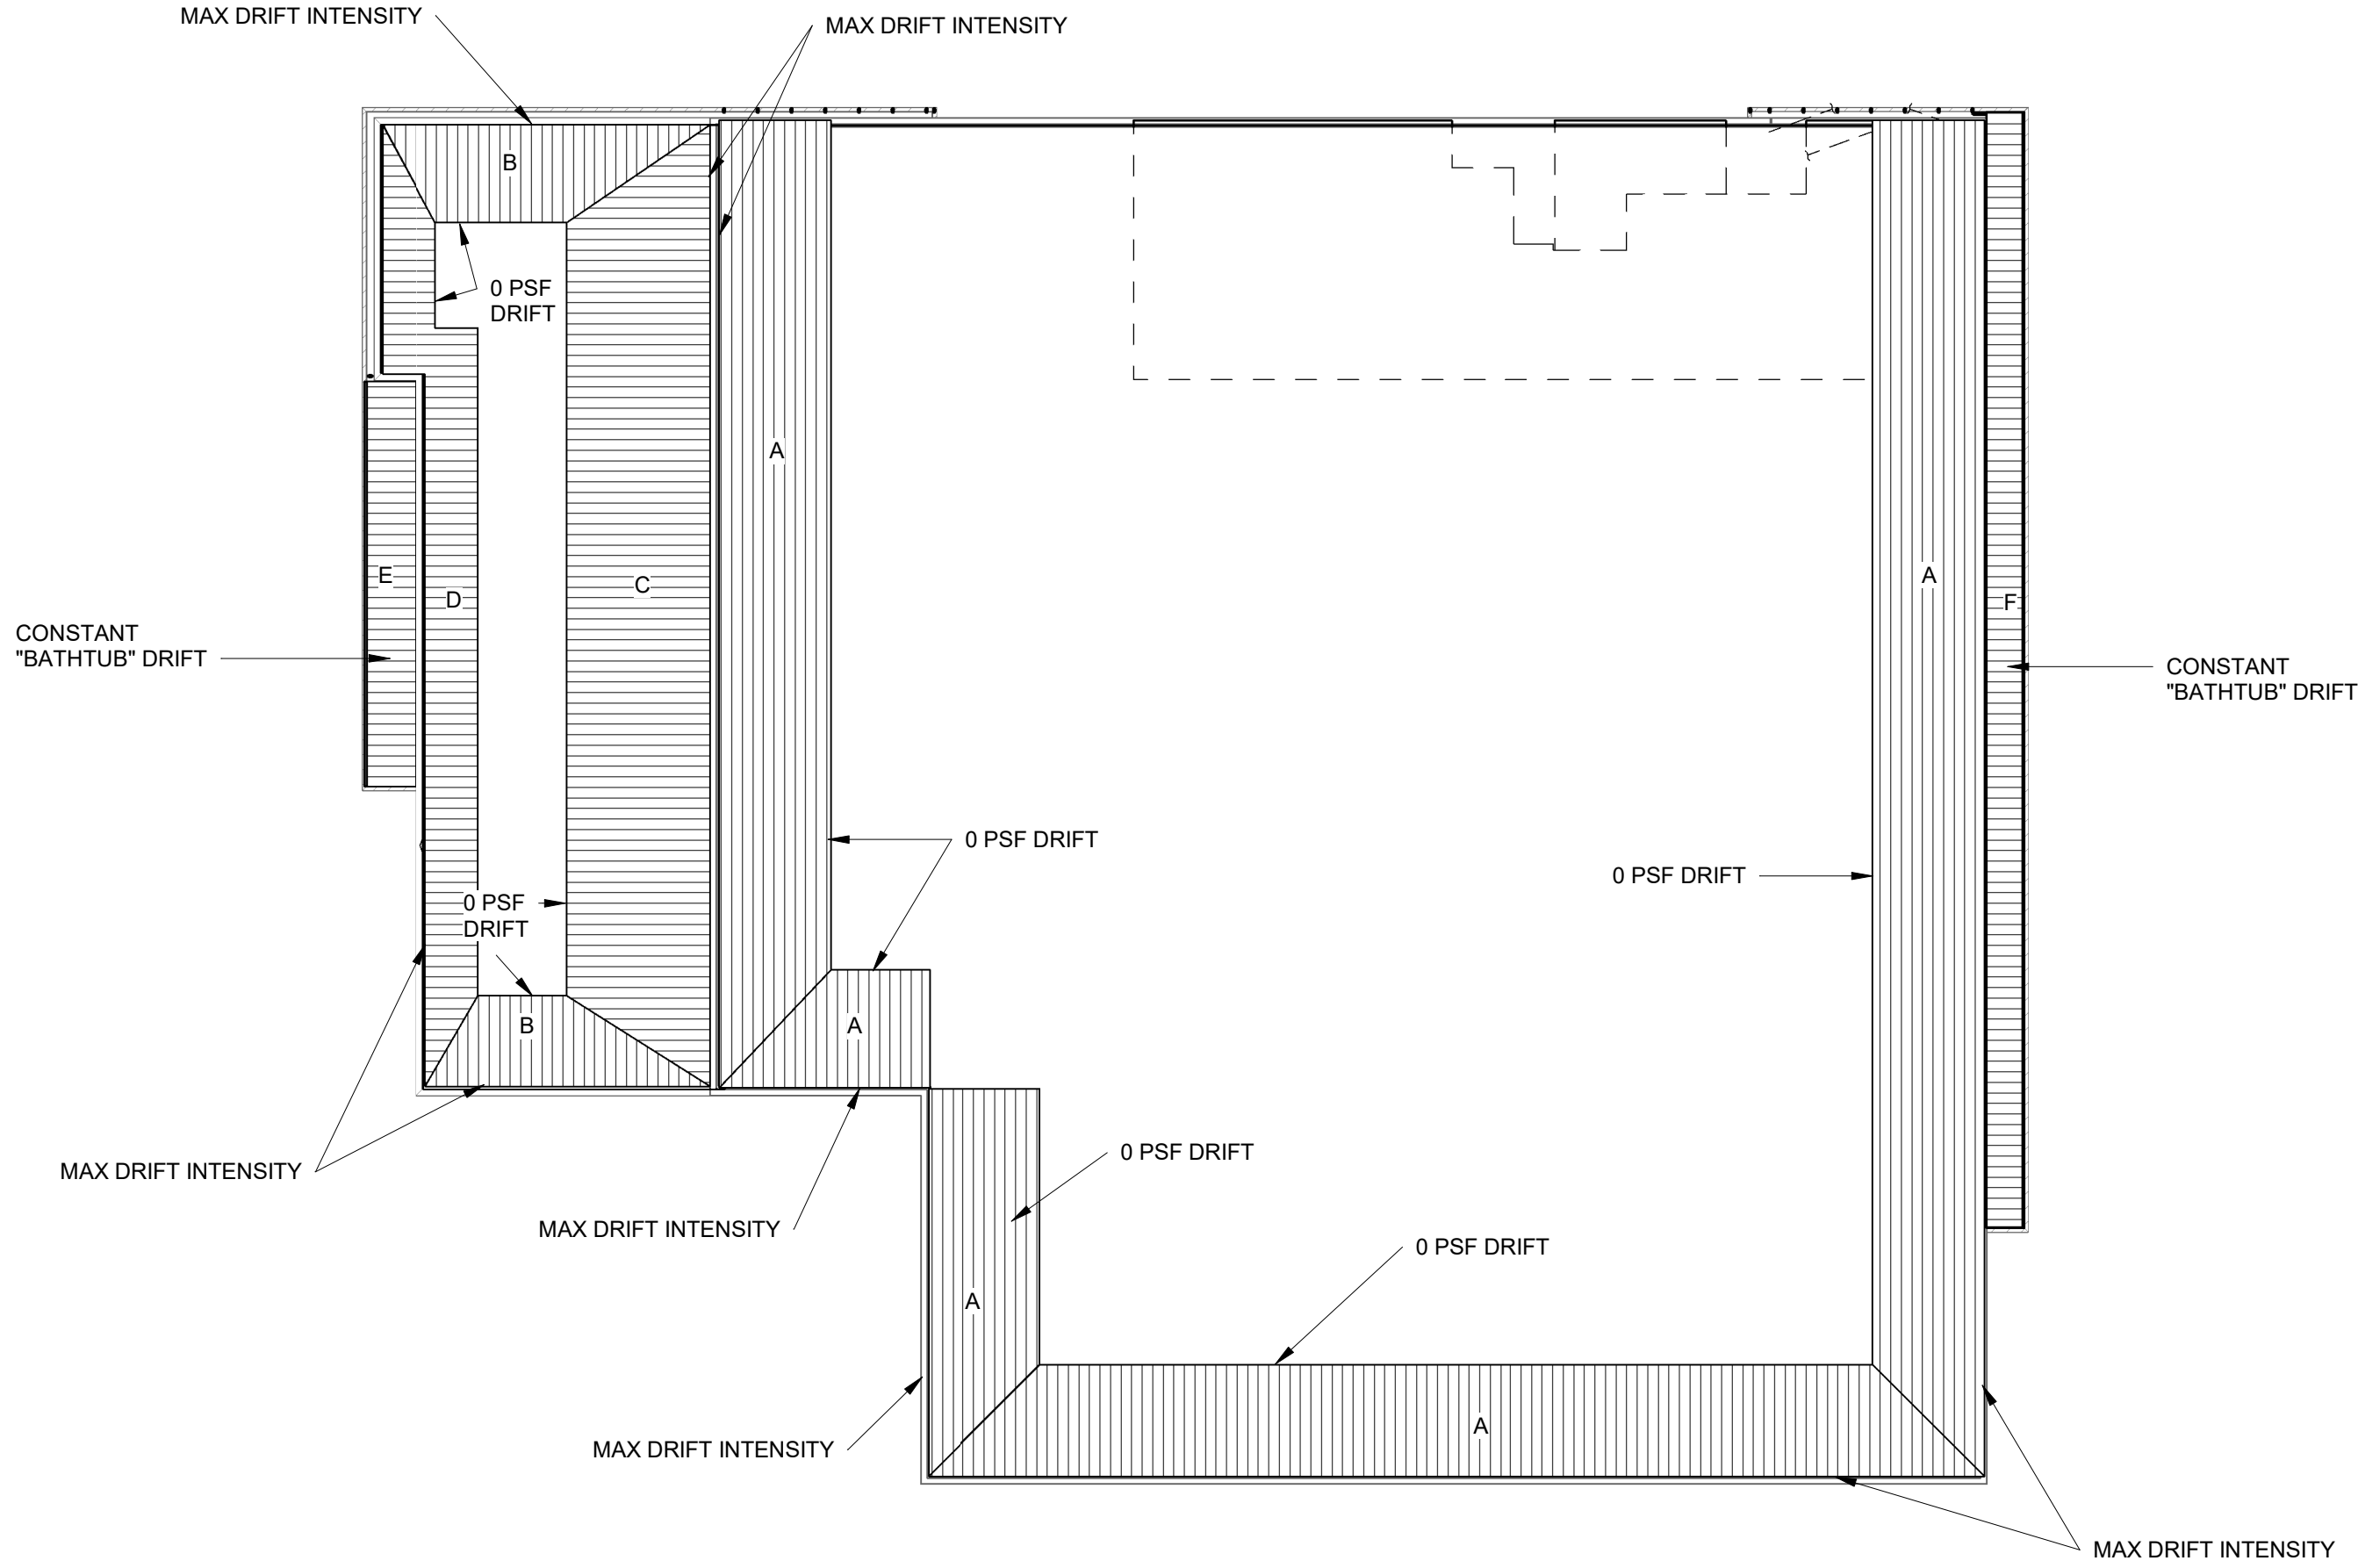 MAX DRIFT INTENSITY
MAX DRIFT INTENSITY
B
0 PSF
DRIFT
A
E
D
C
A
F
CONSTANT
"BATHTUB" DRIFT
CONSTANT
"BATHTUB" DRIFT
0 PSF DRIFT
0 PSF DRIFT
0 PSF
DRIFT
B
A
0 PSF DRIFT
MAX DRIFT INTENSITY
MAX DRIFT INTENSITY
0 PSF DRIFT
A
A
MAX DRIFT INTENSITY
MAX DRIFT INTENSITY